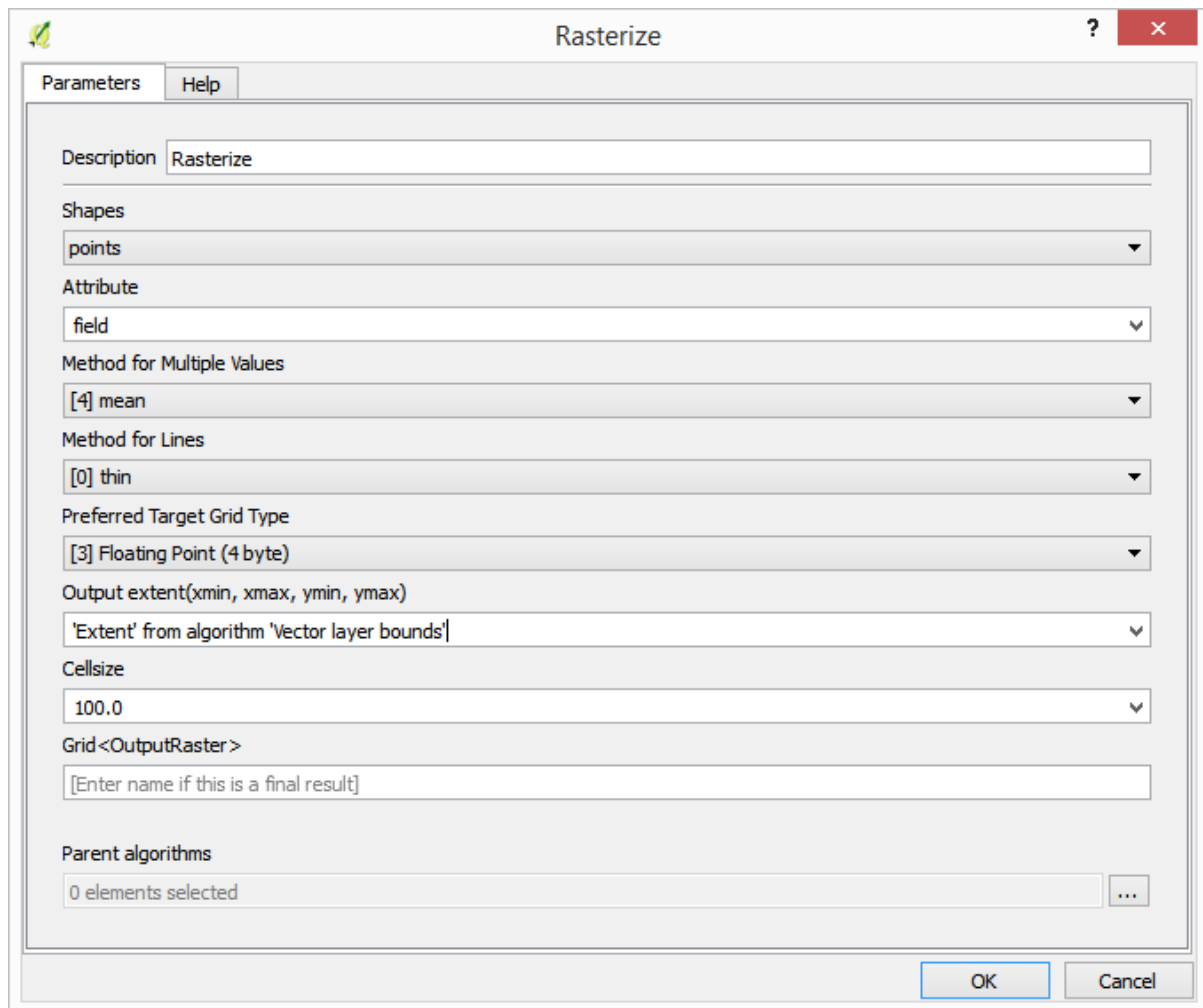 Rasterize
?
×
Parameters
Help
Description
Rasterize
Shapes
points
Attribute
field
Method for Multiple Values
[4] mean
Method for Lines
[0] thin
Preferred Target Grid Type
[3] Floating Point (4 byte)
Output extent(xmin, xmax, ymin, ymax)
'Extent' from algorithm 'Vector layer bounds'
Cellsize
100.0
Grid<OutputRaster>
[Enter name if this is a final result]
Parent algorithms
0 elements selected
...
OK
Cancel